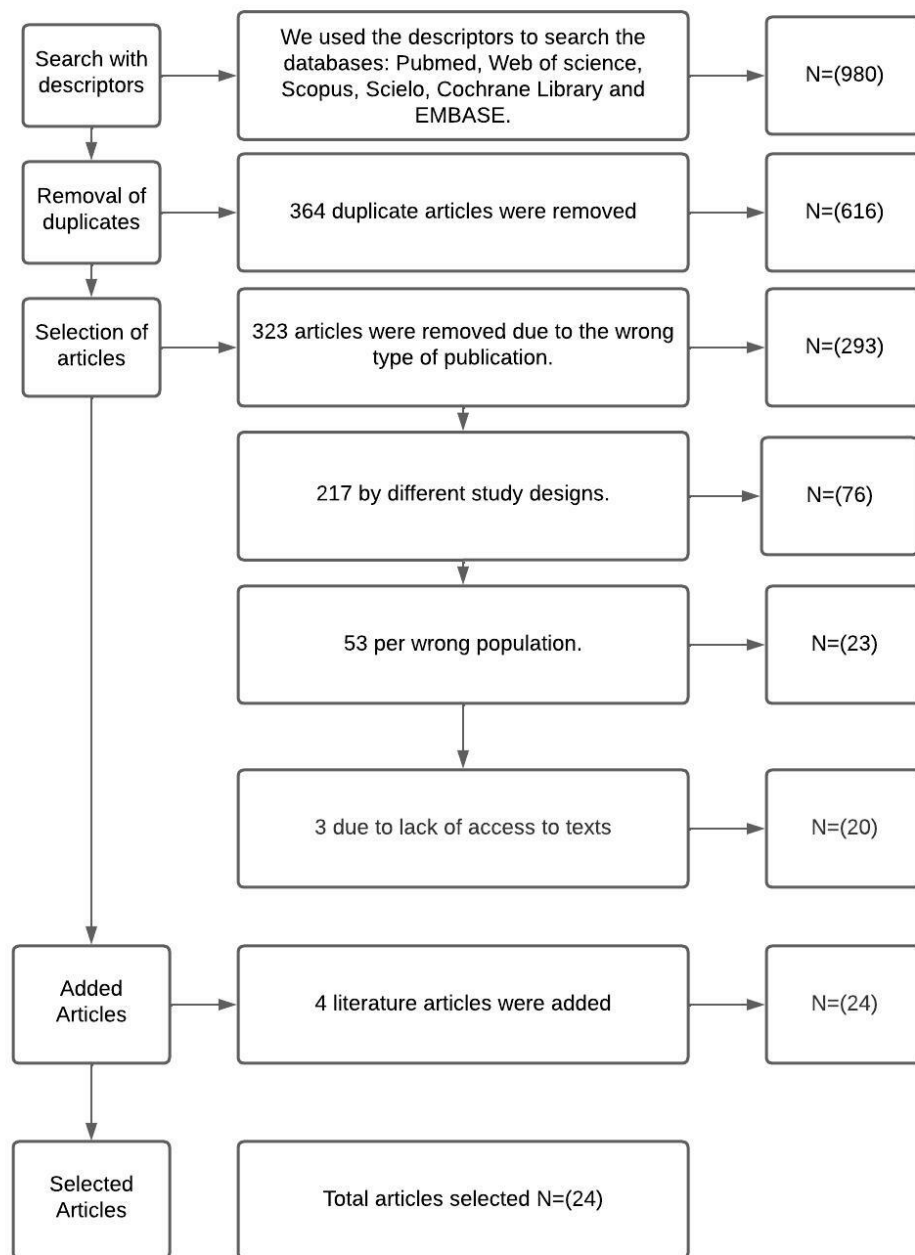 Search with
descriptors
We used the descriptors to search the
databases: Pubmed, Web of science,
Scopus, Scielo, Cochrane Library and
EMBASE.
N=(980)
Removal of
duplicates
364 duplicate articles were removed
N=(616)
Selection of
articles
323 articles were removed due to the wrong
type of publication.
N=(293)
217 by different study designs.
N=(76)
53 per wrong population.
N=(23)
3 due to lack of access to texts
N=(20)
Added
Articles
4 literature articles were added
N=(24)
Selected
Articles
Total articles selected N=(24)